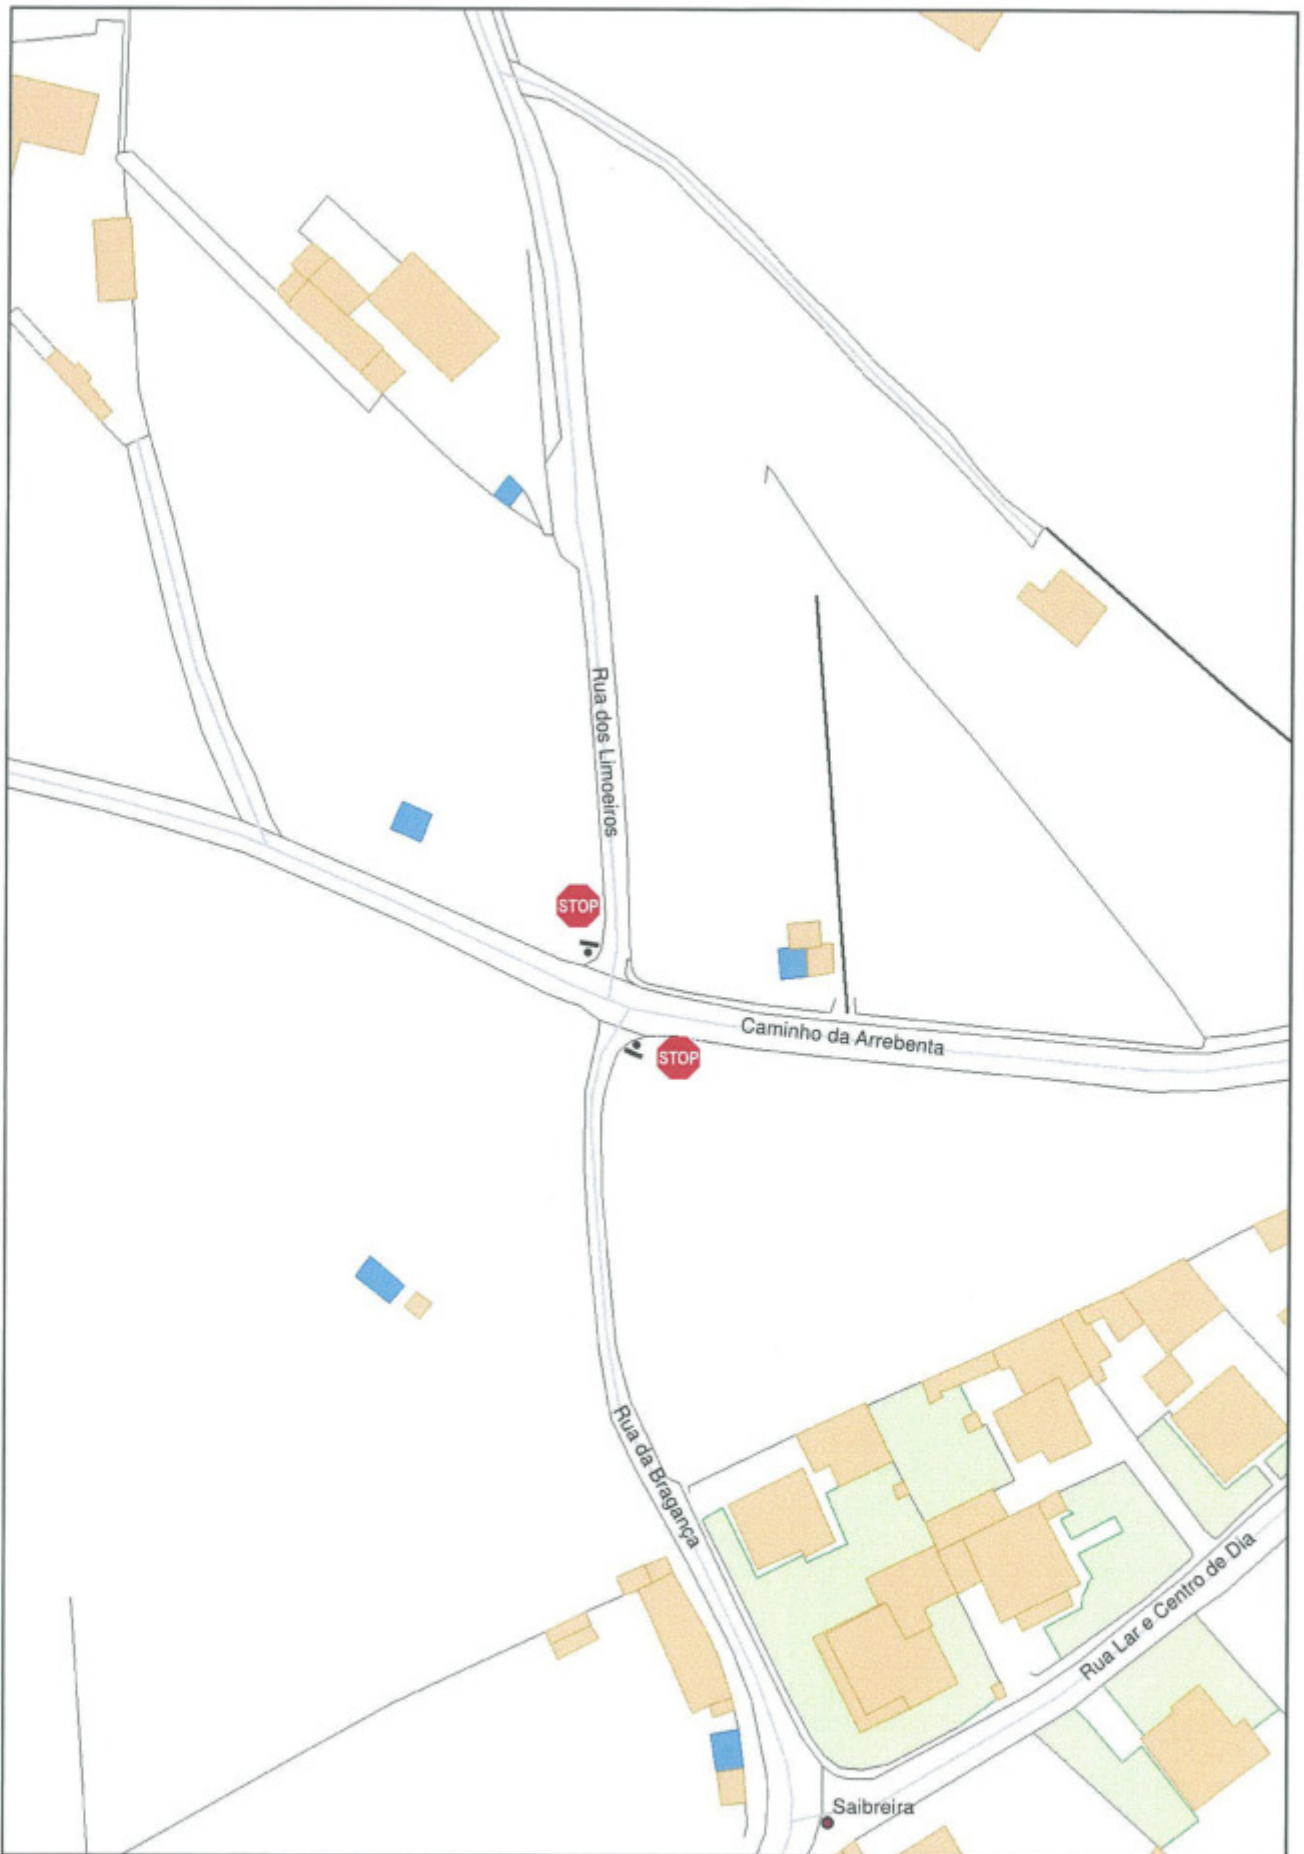 Rua dos Limoeiros
STOP
Caminho da Arrebenta
STOP
Rua da Bragança
Rua Lar e Centro de Dia
Saibreira